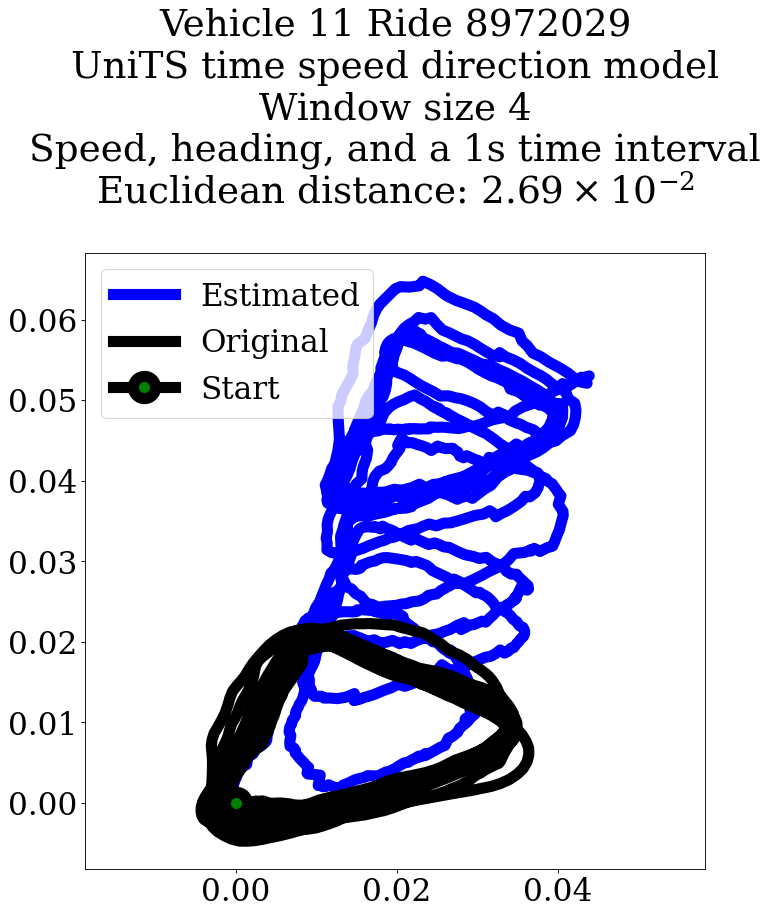 Vehicle 11 Ride 8972029
UniTS time speed direction model
Window size 4
Speed, heading, and a 1s time interval
Euclidean distance: 2.69 × 10⁻²
Estimated
Original
Start
0.06
0.05
0.04
0.03
0.02
0.01
0.00
0.00 0.02 0.04